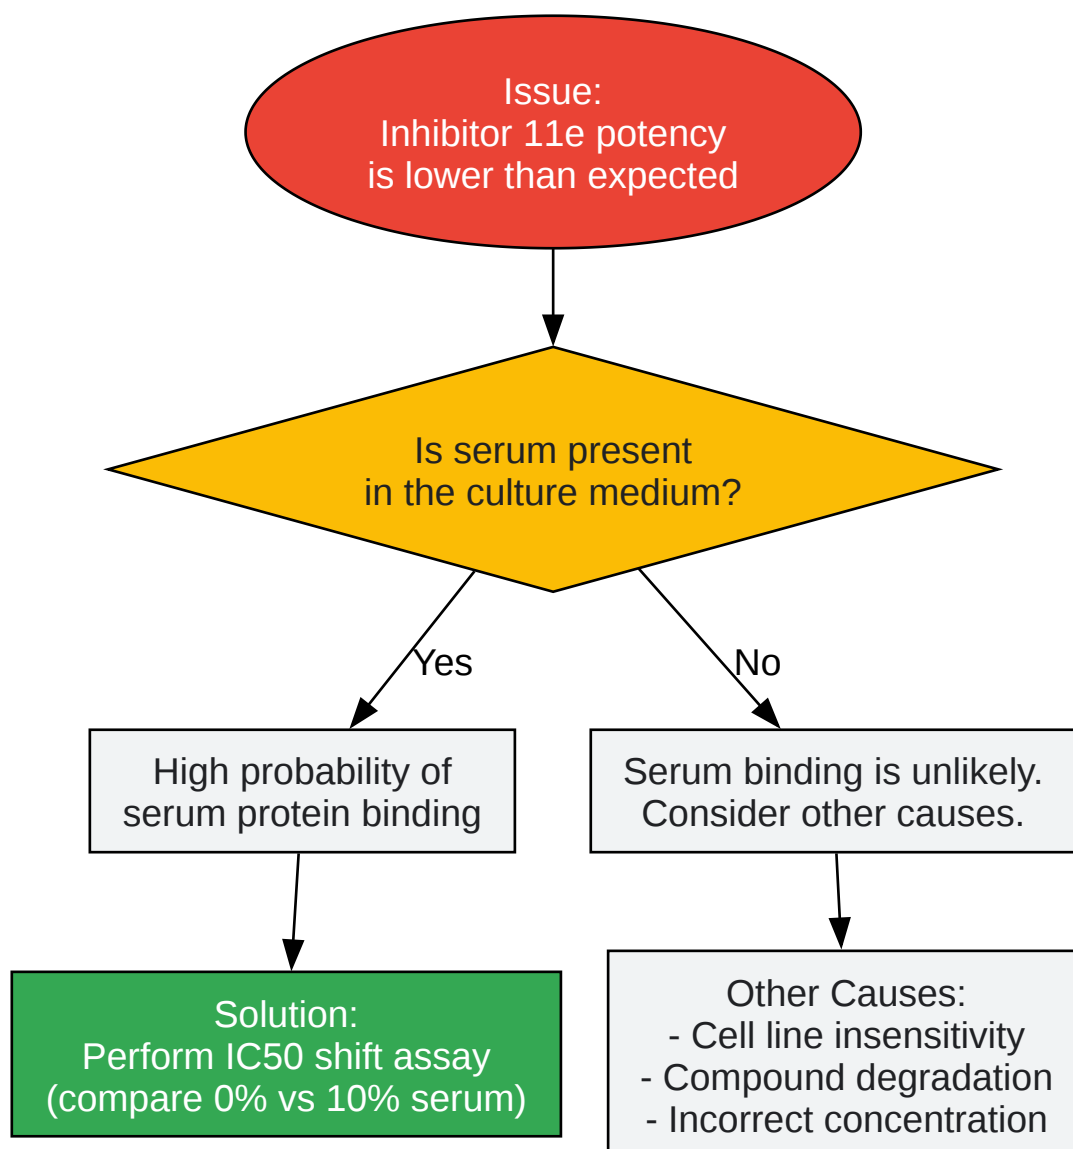 Issue:
Inhibitor 11e potency
is lower than expected
Is serum present
in the culture medium?
Yes
No
High probability of
serum protein binding
Serum binding is unlikely.
Consider other causes.
Solution:
Perform IC50 shift assay
(compare 0% vs 10% serum)
Other Causes:
- Cell line insensitivity
- Compound degradation
- Incorrect concentration